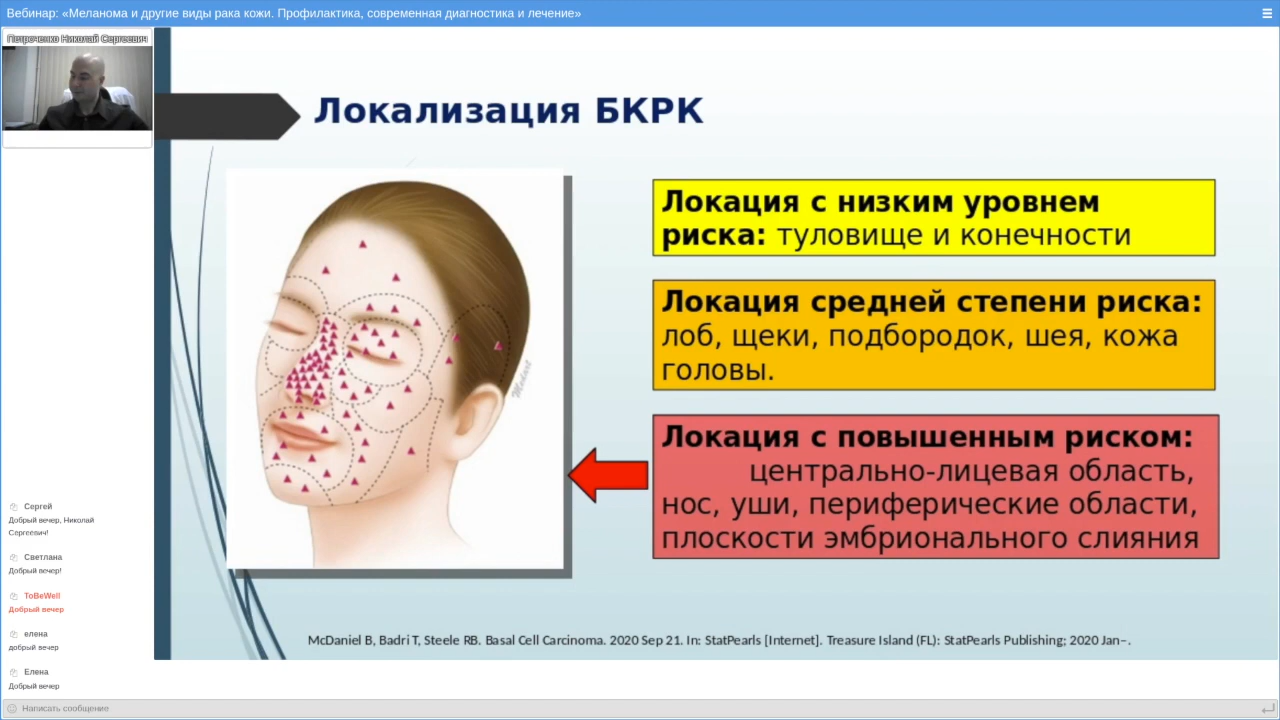 Вебинар: «Меланома и другие виды рака кожи. Профилактика, современная диагностика и лечение»
Петроченко Николай Сергеевич
Локализация БКРК
Локация с низким уровнем
риска: туловище и конечности
Локация средней степени риска:
лоб, щеки, подбородок, шея, кожа
головы.
Локация с повышенным риском:
центрально-лицевая область,
нос, уши, периферические области,
плоскости эмбрионального слияния
McDaniel B, Badri T, Steele RB. Basal Cell Carcinoma. 2020 Sep 21. In: StatPearls [Internet]. Treasure Island (FL): StatPearls Publishing; 2020 Jan–.
Сергей
Добрый вечер, Николай
Сергеевич!
Светлана
Добрый вечер!
ToBeWell
Добрый вечер
елена
добрый вечер
Елена
Добрый вечер
Написать сообщение